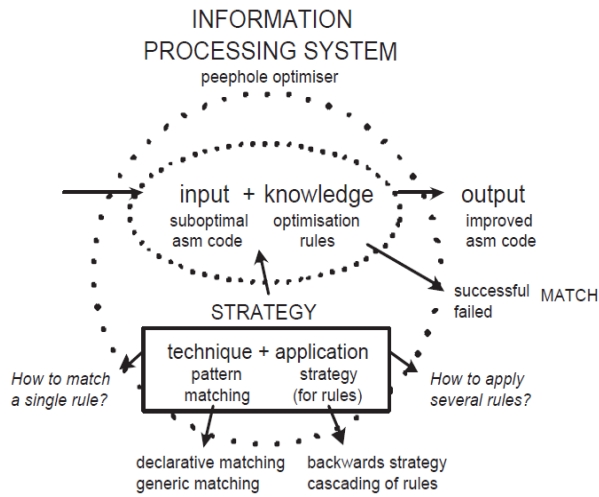 INFORMATION
PROCESSING SYSTEM
peephole optimiser
input + knowledge
output
suboptimal
asm code
optimisation
rules
improved
asm code
successful
failed
MATCH
STRATEGY
technique + application
pattern
matching
strategy
(for rules)
How to match
a single rule?
How to apply
several rules?
declarative matching
generic matching
backwards strategy
cascading of rules